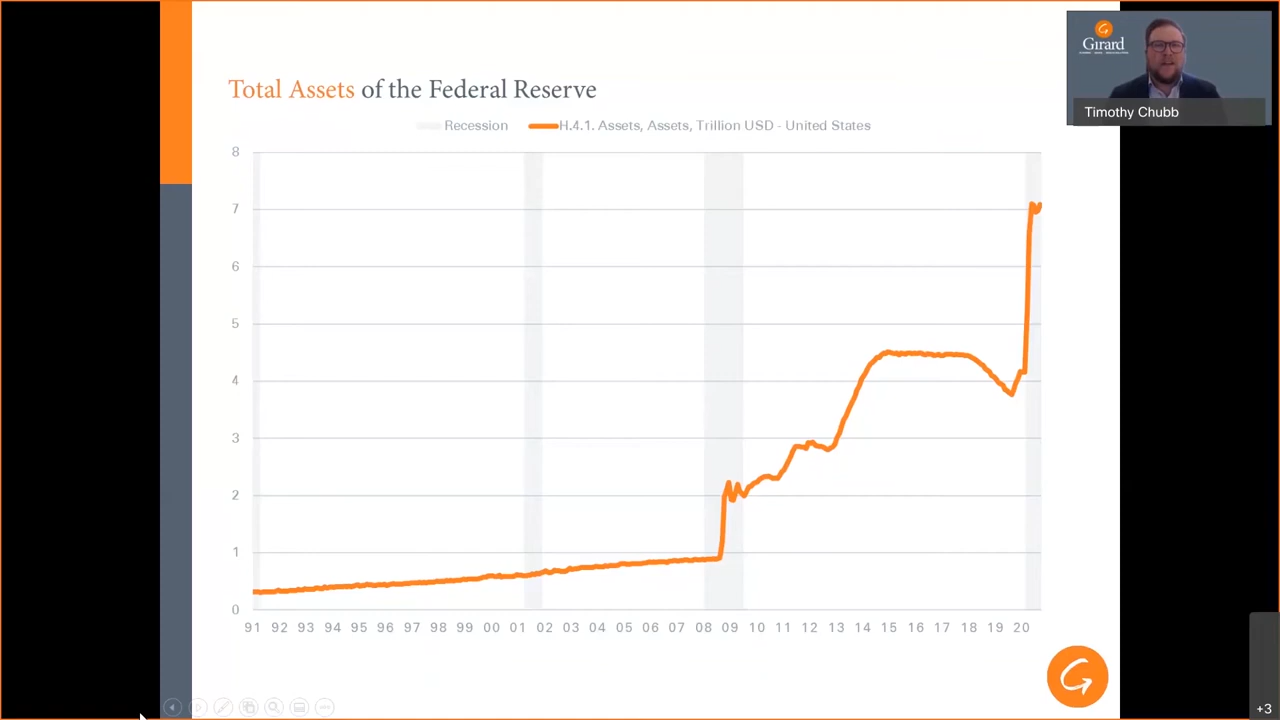 Girard
Timothy Chubb
Total Assets of the Federal Reserve
Recession H.4.1. Assets, Assets, Trillion USD - United States
8
7
6
5
4
3
2
1
0
91 92 93 94 95 96 97 98 99 00 01 02 03 04 05 06 07 08 09 10 11 12 13 14 15 16 17 18 19 20
+3